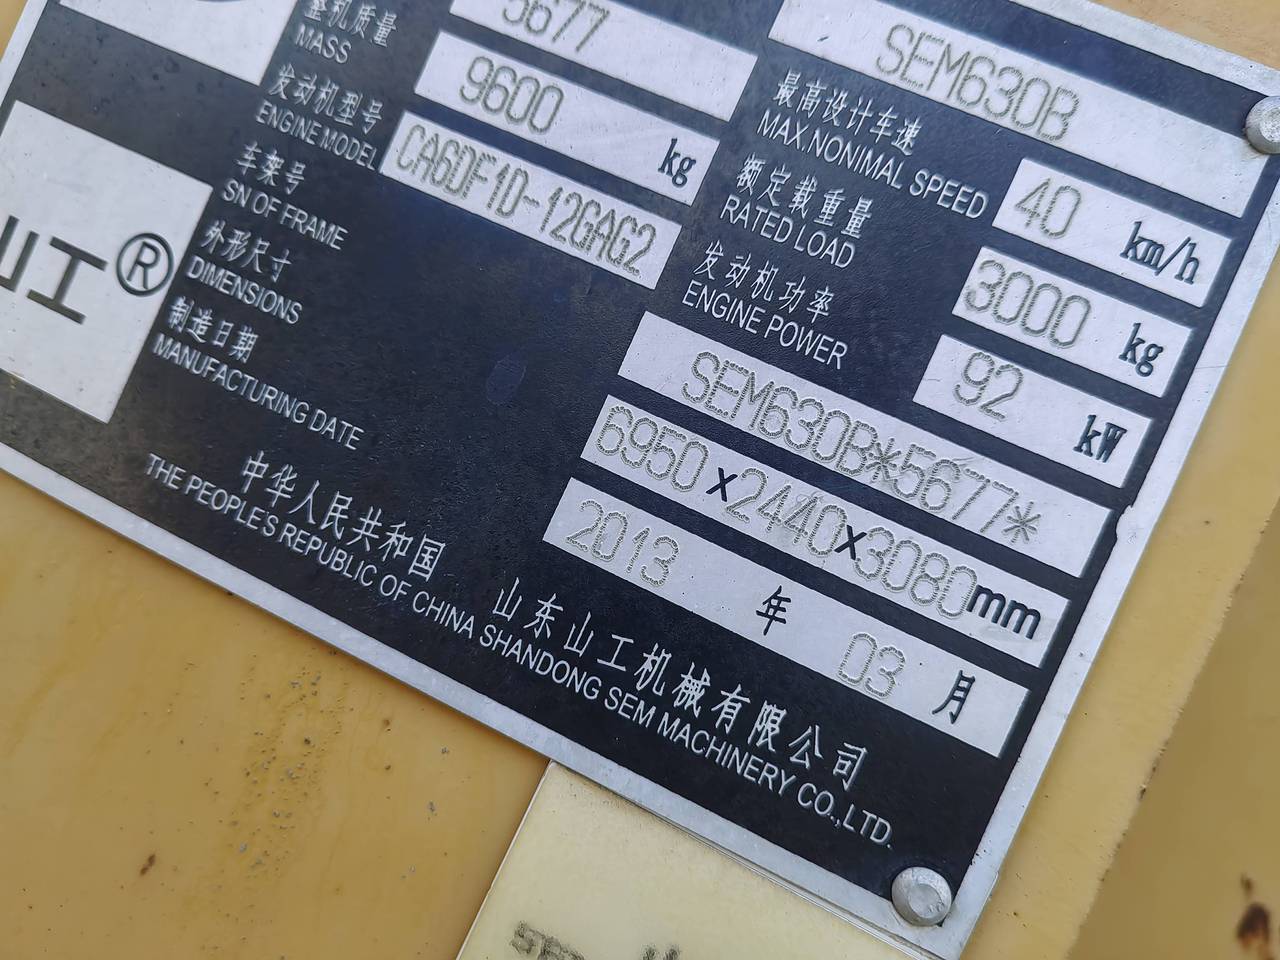 5677
SEM630B
整机质量
MASS
9600 kg
最高设计车速
MAX.NONIMAL SPEED
40 km/h
发动机型号
ENGINE MODEL
CA6DF1D-12GAG2
额定载重量
RATED LOAD
3000 kg
车架号
SN OF FRAME
发动机功率
ENGINE POWER
92 kW
SEM630B*5677*
山工®
外形尺寸
DIMENSIONS
6950x2440x3080mm
制造日期
MANUFACTURING DATE
2013 年 03 月
中华人民共和国 山东山工机械有限公司
THE PEOPLE'S REPUBLIC OF CHINA SHANDONG SEM MACHINERY CO.,LTD.